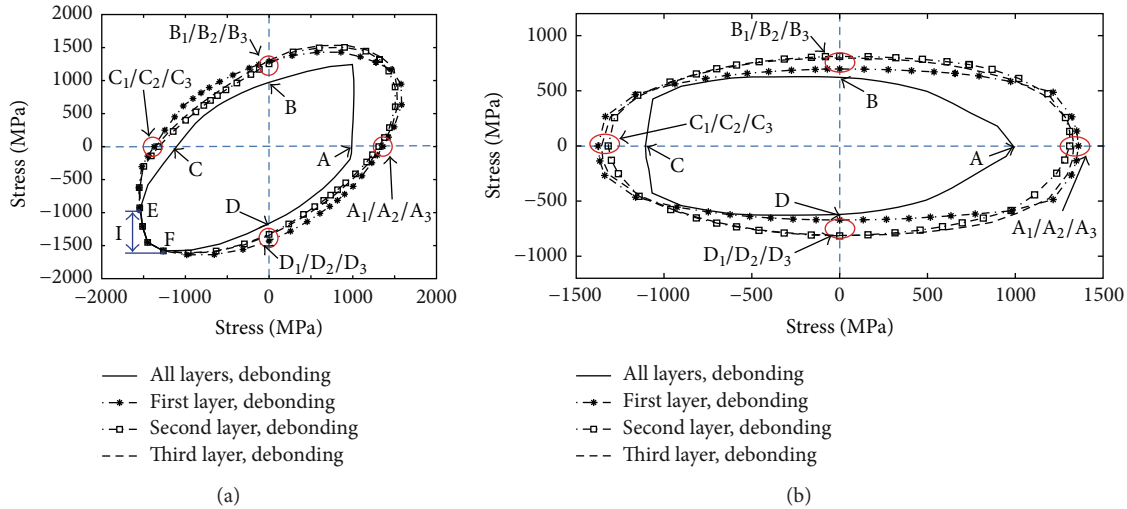 2000
1500
1000
500
0
−500
−1000
−1500
−2000
Stress (MPa)
−2000 −1000 0 1000 2000
Stress (MPa)
B1/B2/B3
C1/C2/C3
B
A
C
D
E
F
I
A1/A2/A3
D1/D2/D3
All layers, debonding
First layer, debonding
Second layer, debonding
Third layer, debonding
(a)
1000
500
0
−500
−1000
Stress (MPa)
−1500 −1000 −500 0 500 1000 1500
Stress (MPa)
B1/B2/B3
B
C1/C2/C3
C
A
D
D1/D2/D3
A1/A2/A3
All layers, debonding
First layer, debonding
Second layer, debonding
Third layer, debonding
(b)